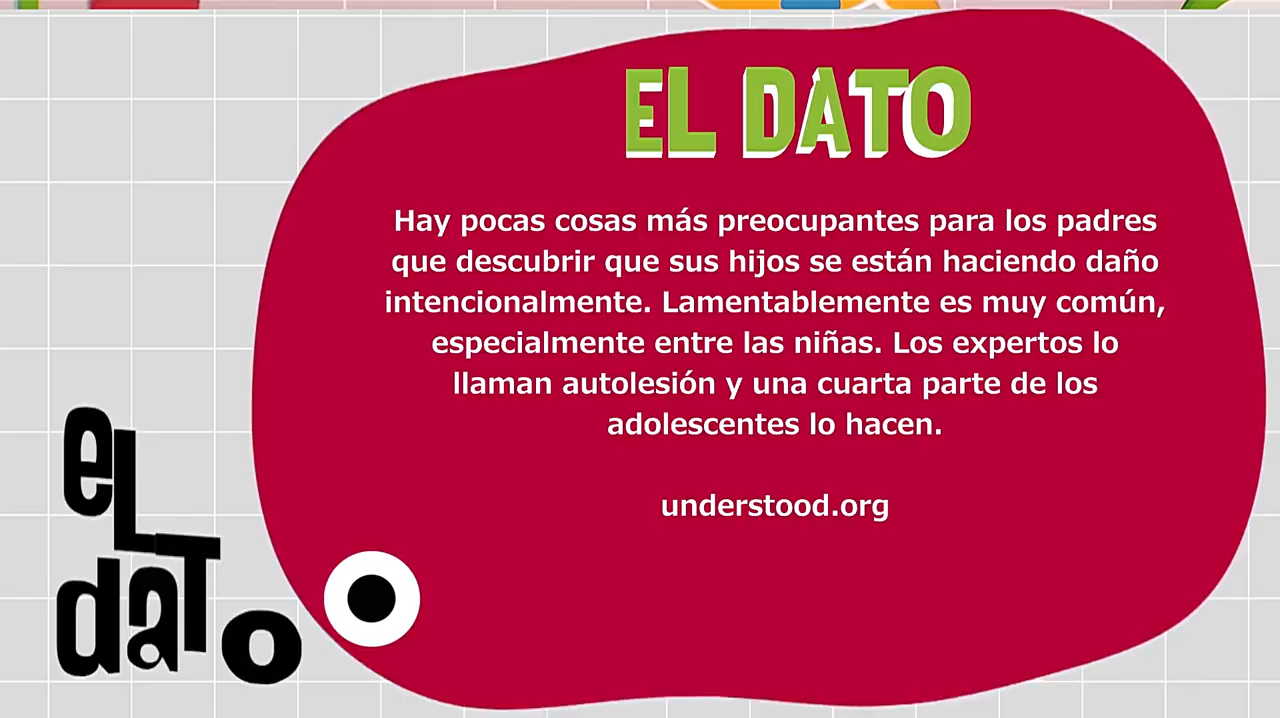 EL DATO
Hay pocas cosas más preocupantes para los padres
que descubrir que sus hijos se están haciendo daño
intencionalmente. Lamentablemente es muy común,
especialmente entre las niñas. Los expertos lo
llaman autolesión y una cuarta parte de los
adolescentes lo hacen.
understood.org
eL
daTo